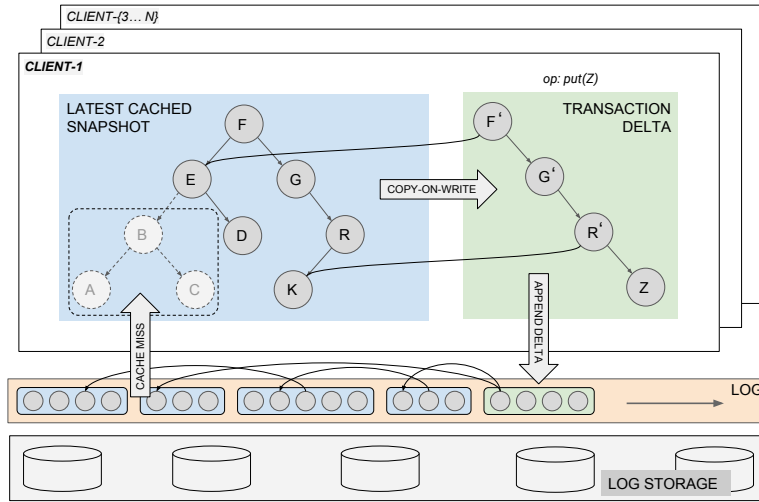 CLIENT-{3... N}
CLIENT-2
CLIENT-1
op: put(Z)
LATEST CACHED
SNAPSHOT
TRANSACTION
DELTA
F
F'
E
G
G'
COPY-ON-WRITE
B
D
R
R'
A
C
K
Z
CACHE MISS
APPEND DELTA
LOG
LOG STORAGE